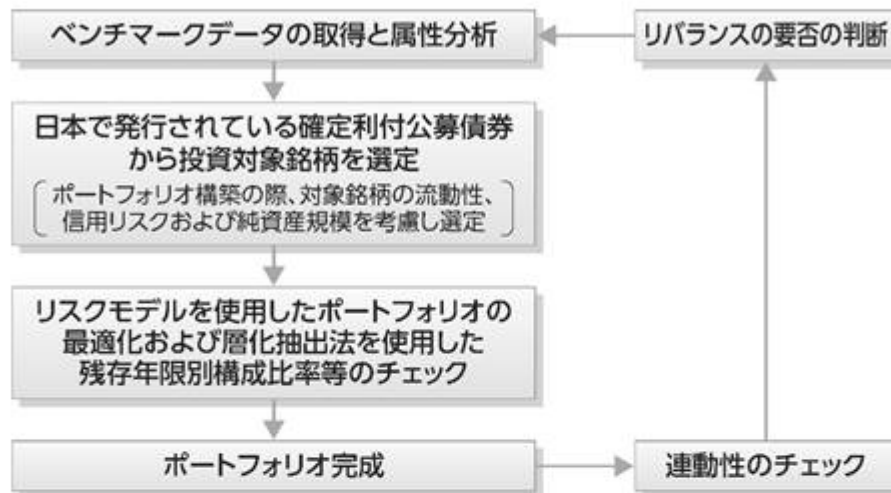 ベンチマークデータの取得と属性分析
リバランスの要否の判断
日本で発行されている確定利付公募債券
から投資対象銘柄を選定
ポートフォリオ構築の際、対象銘柄の流動性、
信用リスクおよび純資産規模を考慮し選定
リスクモデルを使用したポートフォリオの
最適化および層化抽出法を使用した
残存年限別構成比率等のチェック
ポートフォリオ完成
連動性のチェック